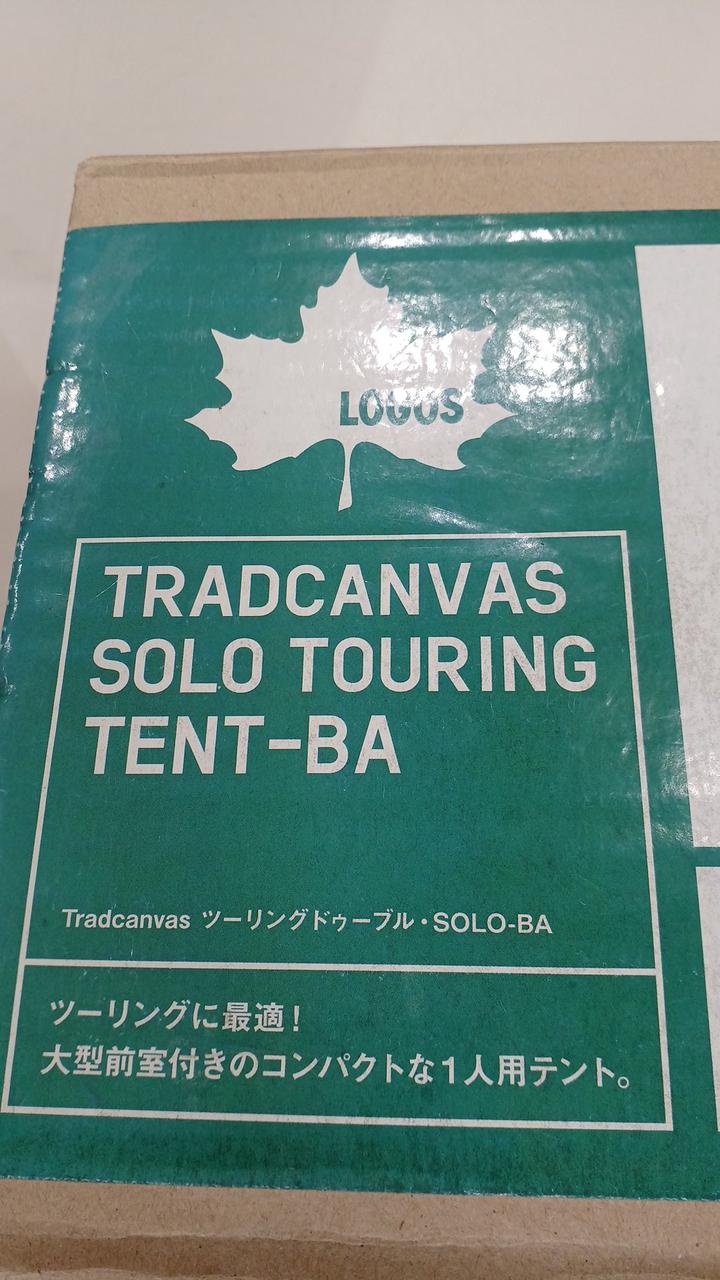 LOGOS
TRADCANVAS
SOLO TOURING
TENT-BA
Tradcanvas ツーリングドゥーブル・SOLO-BA
ツーリングに最適！
大型前室付きのコンパクトな1人用テント。